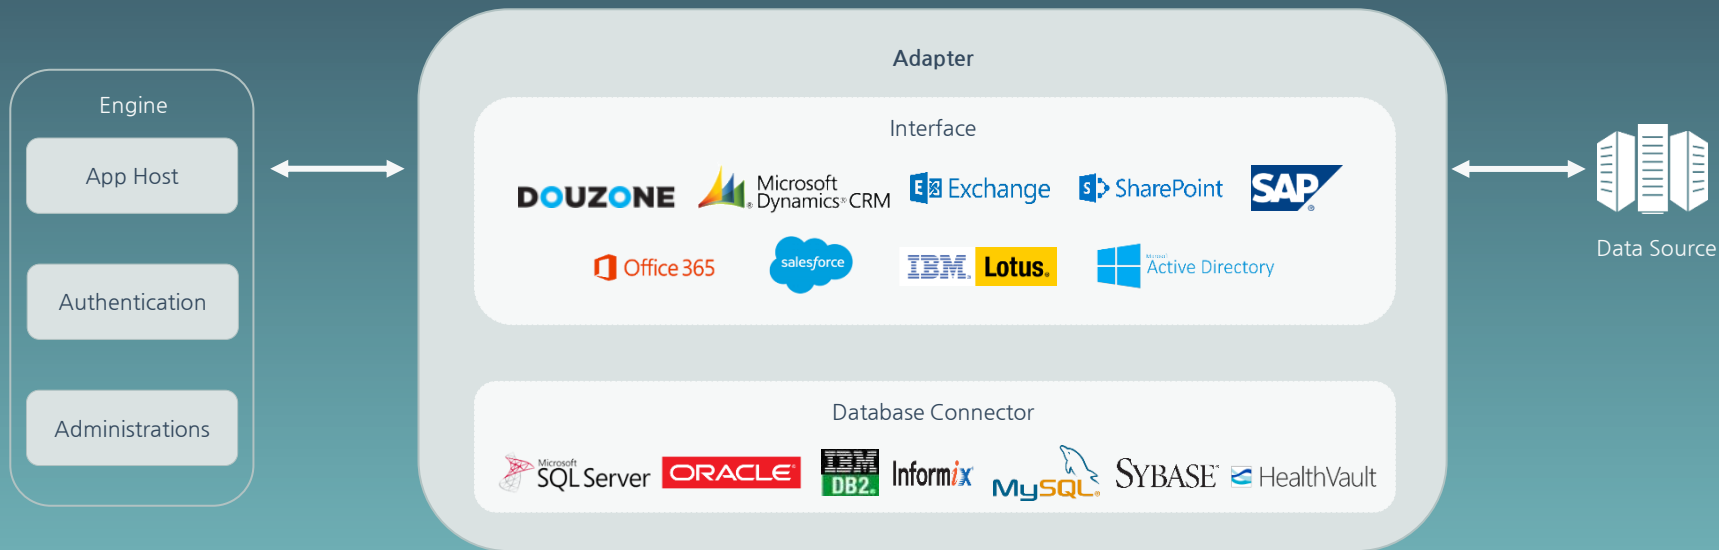 Adapter
Engine
App Host
Authentication
Administrations
Interface
DOUZONE
Microsoft
Dynamics® CRM
E Exchange
S SharePoint
SAP®
Office 365
salesforce
IBM® Lotus®
Microsoft
Active Directory
Database Connector
Microsoft
SQL Server
ORACLE®
IBM
DB2®
Informix
MySQL®
SYBASE
HealthVault
Data Source